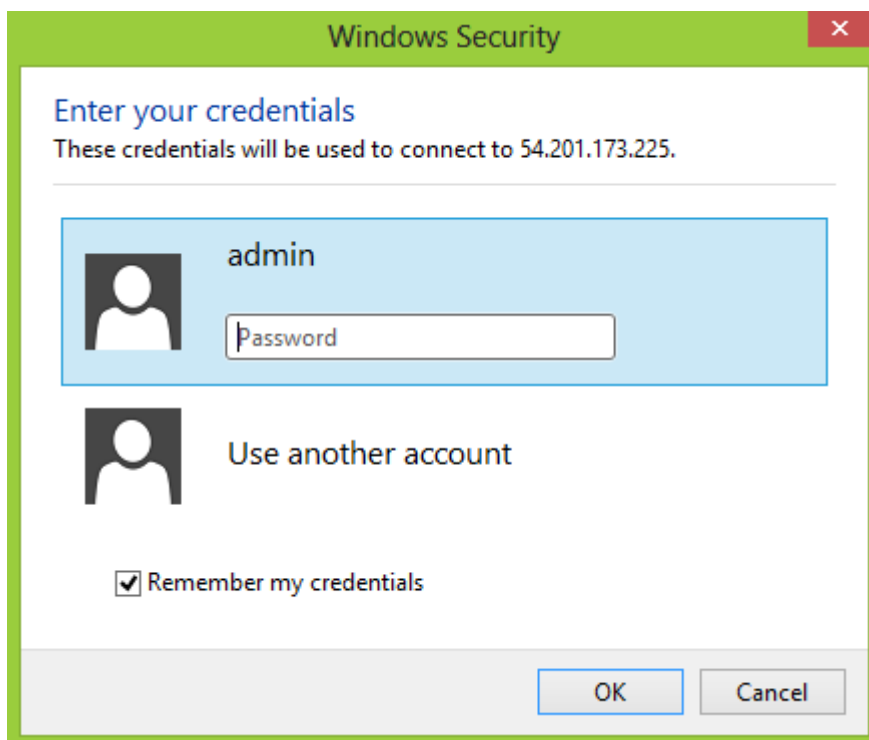 Windows Security
Enter your credentials
These credentials will be used to connect to 54.201.173.225.
admin
Password
Use another account
Remember my credentials
OK Cancel